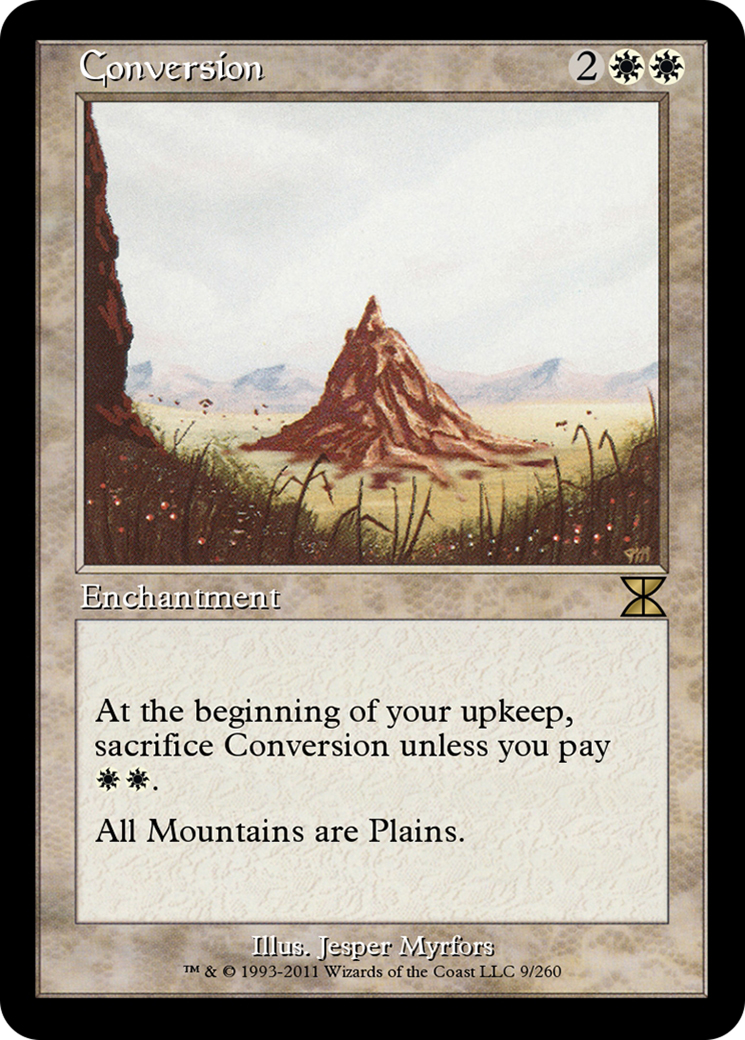 Conversion 2
Enchantment
At the beginning of your upkeep,
sacrifice Conversion unless you pay
.
All Mountains are Plains.
Illus. Jesper Myrfors
™ & © 1993-2011 Wizards of the Coast LLC 9/260